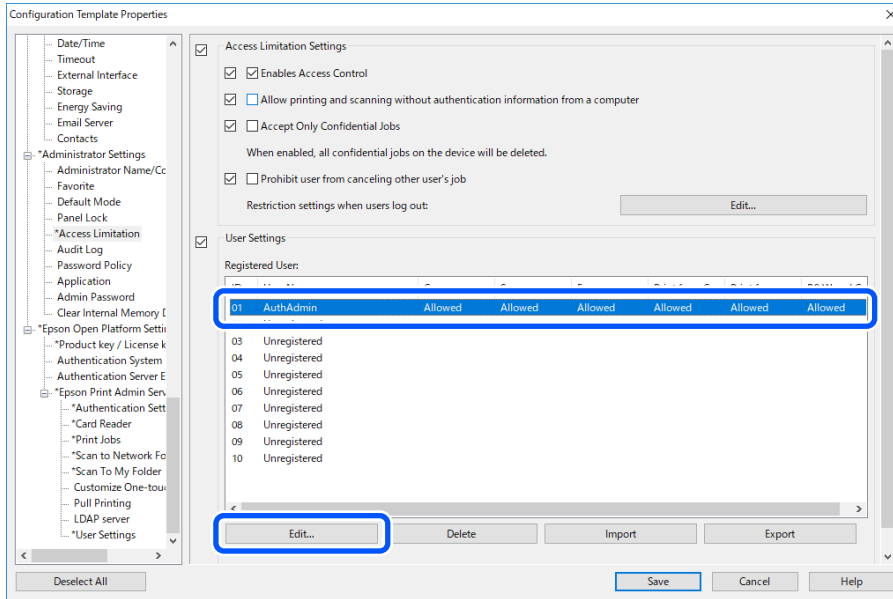 Configuration Template Properties
Date/Time
Timeout
External Interface
Storage
Energy Saving
Email Server
Contacts
*Administrator Settings
Administrator Name/Cc
Favorite
Default Mode
Panel Lock
*Access Limitation
Audit Log
Password Policy
Application
Admin Password
Clear Internal Memory
*Epson Open Platform Settin
*Product key / License k
Authentication System
Authentication Server E
*Epson Print Admin Serv
*Authentication Sett
*Card Reader
*Print Jobs
*Scan to Network Fo
*Scan To My Folder
Customize One-touc
Pull Printing
LDAP server
*User Settings
Access Limitation Settings
Enables Access Control
Allow printing and scanning without authentication information from a computer
Accept Only Confidential Jobs
When enabled, all confidential jobs on the device will be deleted.
Prohibit user from canceling other user's job
Restriction settings when users log out: Edit...
User Settings
Registered User:
01 AuthAdmin Allowed Allowed Allowed Allowed Allowed Allowed
03 Unregistered
04 Unregistered
05 Unregistered
06 Unregistered
07 Unregistered
08 Unregistered
09 Unregistered
10 Unregistered
Edit... Delete Import Export
Deselect All Save Cancel Help